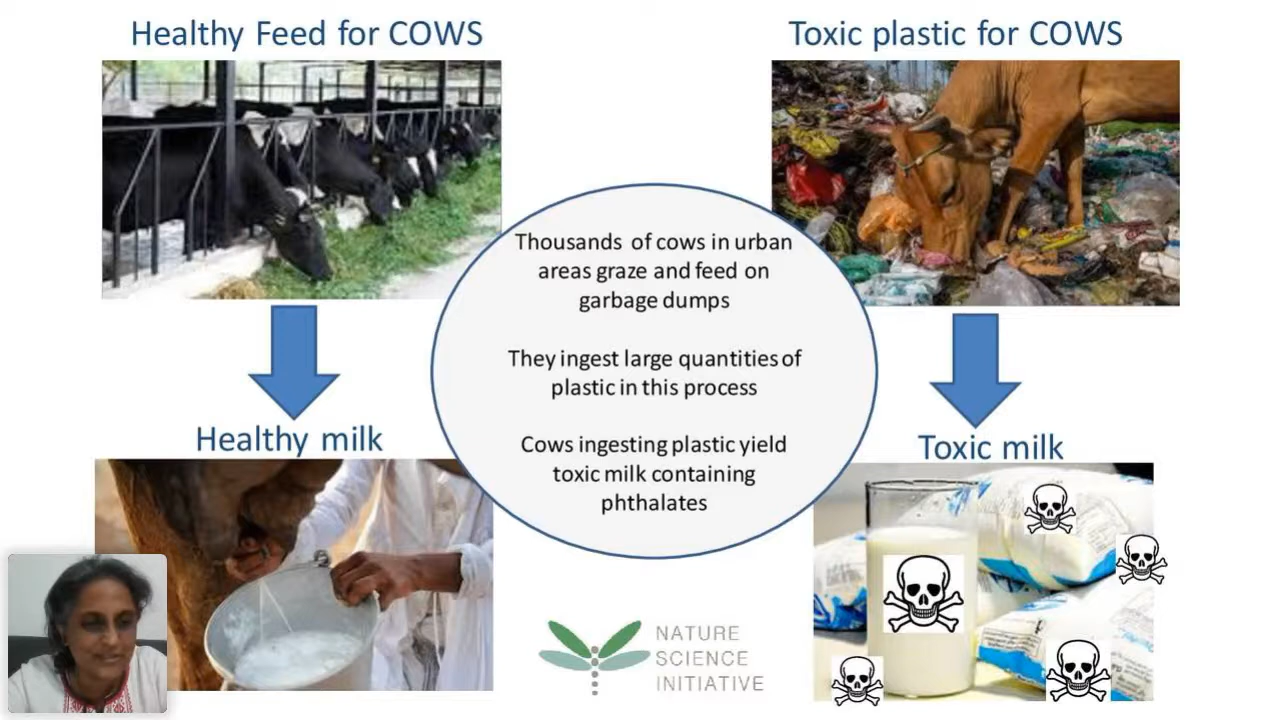 Healthy Feed for COWS
Toxic plastic for COWS
Thousands of cows in urban
areas graze and feed on
garbage dumps
They ingest large quantities of
plastic in this process
Cows ingesting plastic yield
toxic milk containing
phthalates
Healthy milk
Toxic milk
NATURE
SCIENCE
INITIATIVE